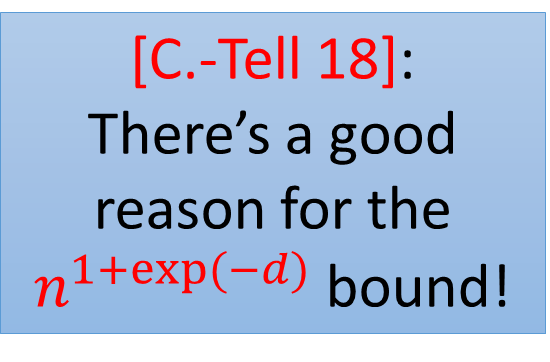 [C.-Tell 18]:
There's a good
reason for the
n^{1+exp(−d)} bound!